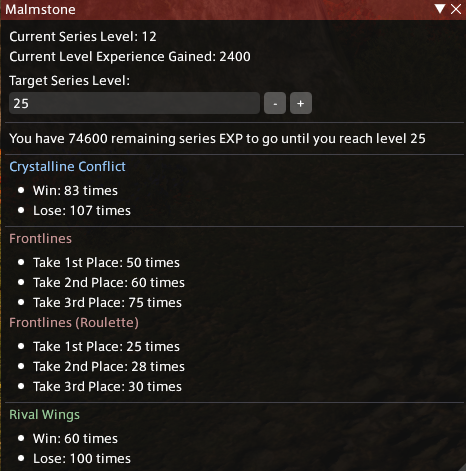 Malmstone
Current Series Level: 12
Current Level Experience Gained: 2400
Target Series Level:
25 - +
You have 74600 remaining series EXP to go until you reach level 25
Crystalline Conflict
Win: 83 times
Lose: 107 times
Frontlines
Take 1st Place: 50 times
Take 2nd Place: 60 times
Take 3rd Place: 75 times
Frontlines (Roulette)
Take 1st Place: 25 times
Take 2nd Place: 28 times
Take 3rd Place: 30 times
Rival Wings
Win: 60 times
Lose: 100 times